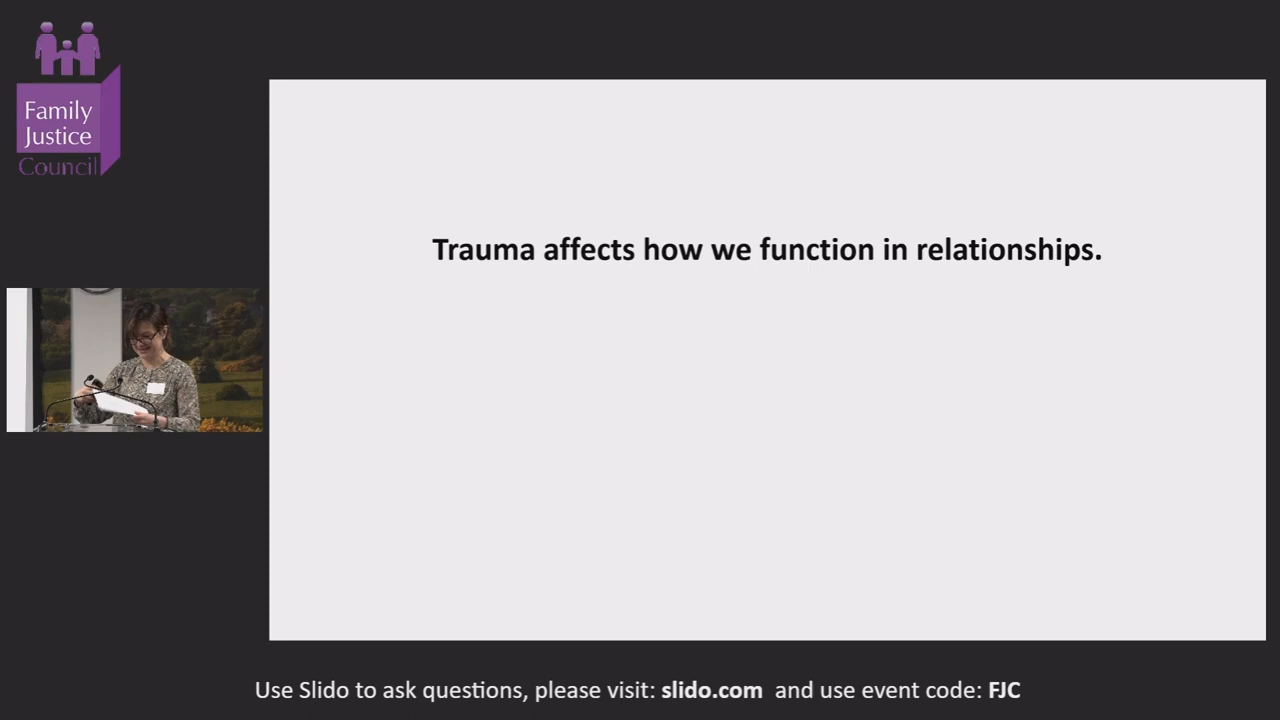 Family
Justice
Council
Trauma affects how we function in relationships.
Use Slido to ask questions, please visit: slido.com and use event code: FJC